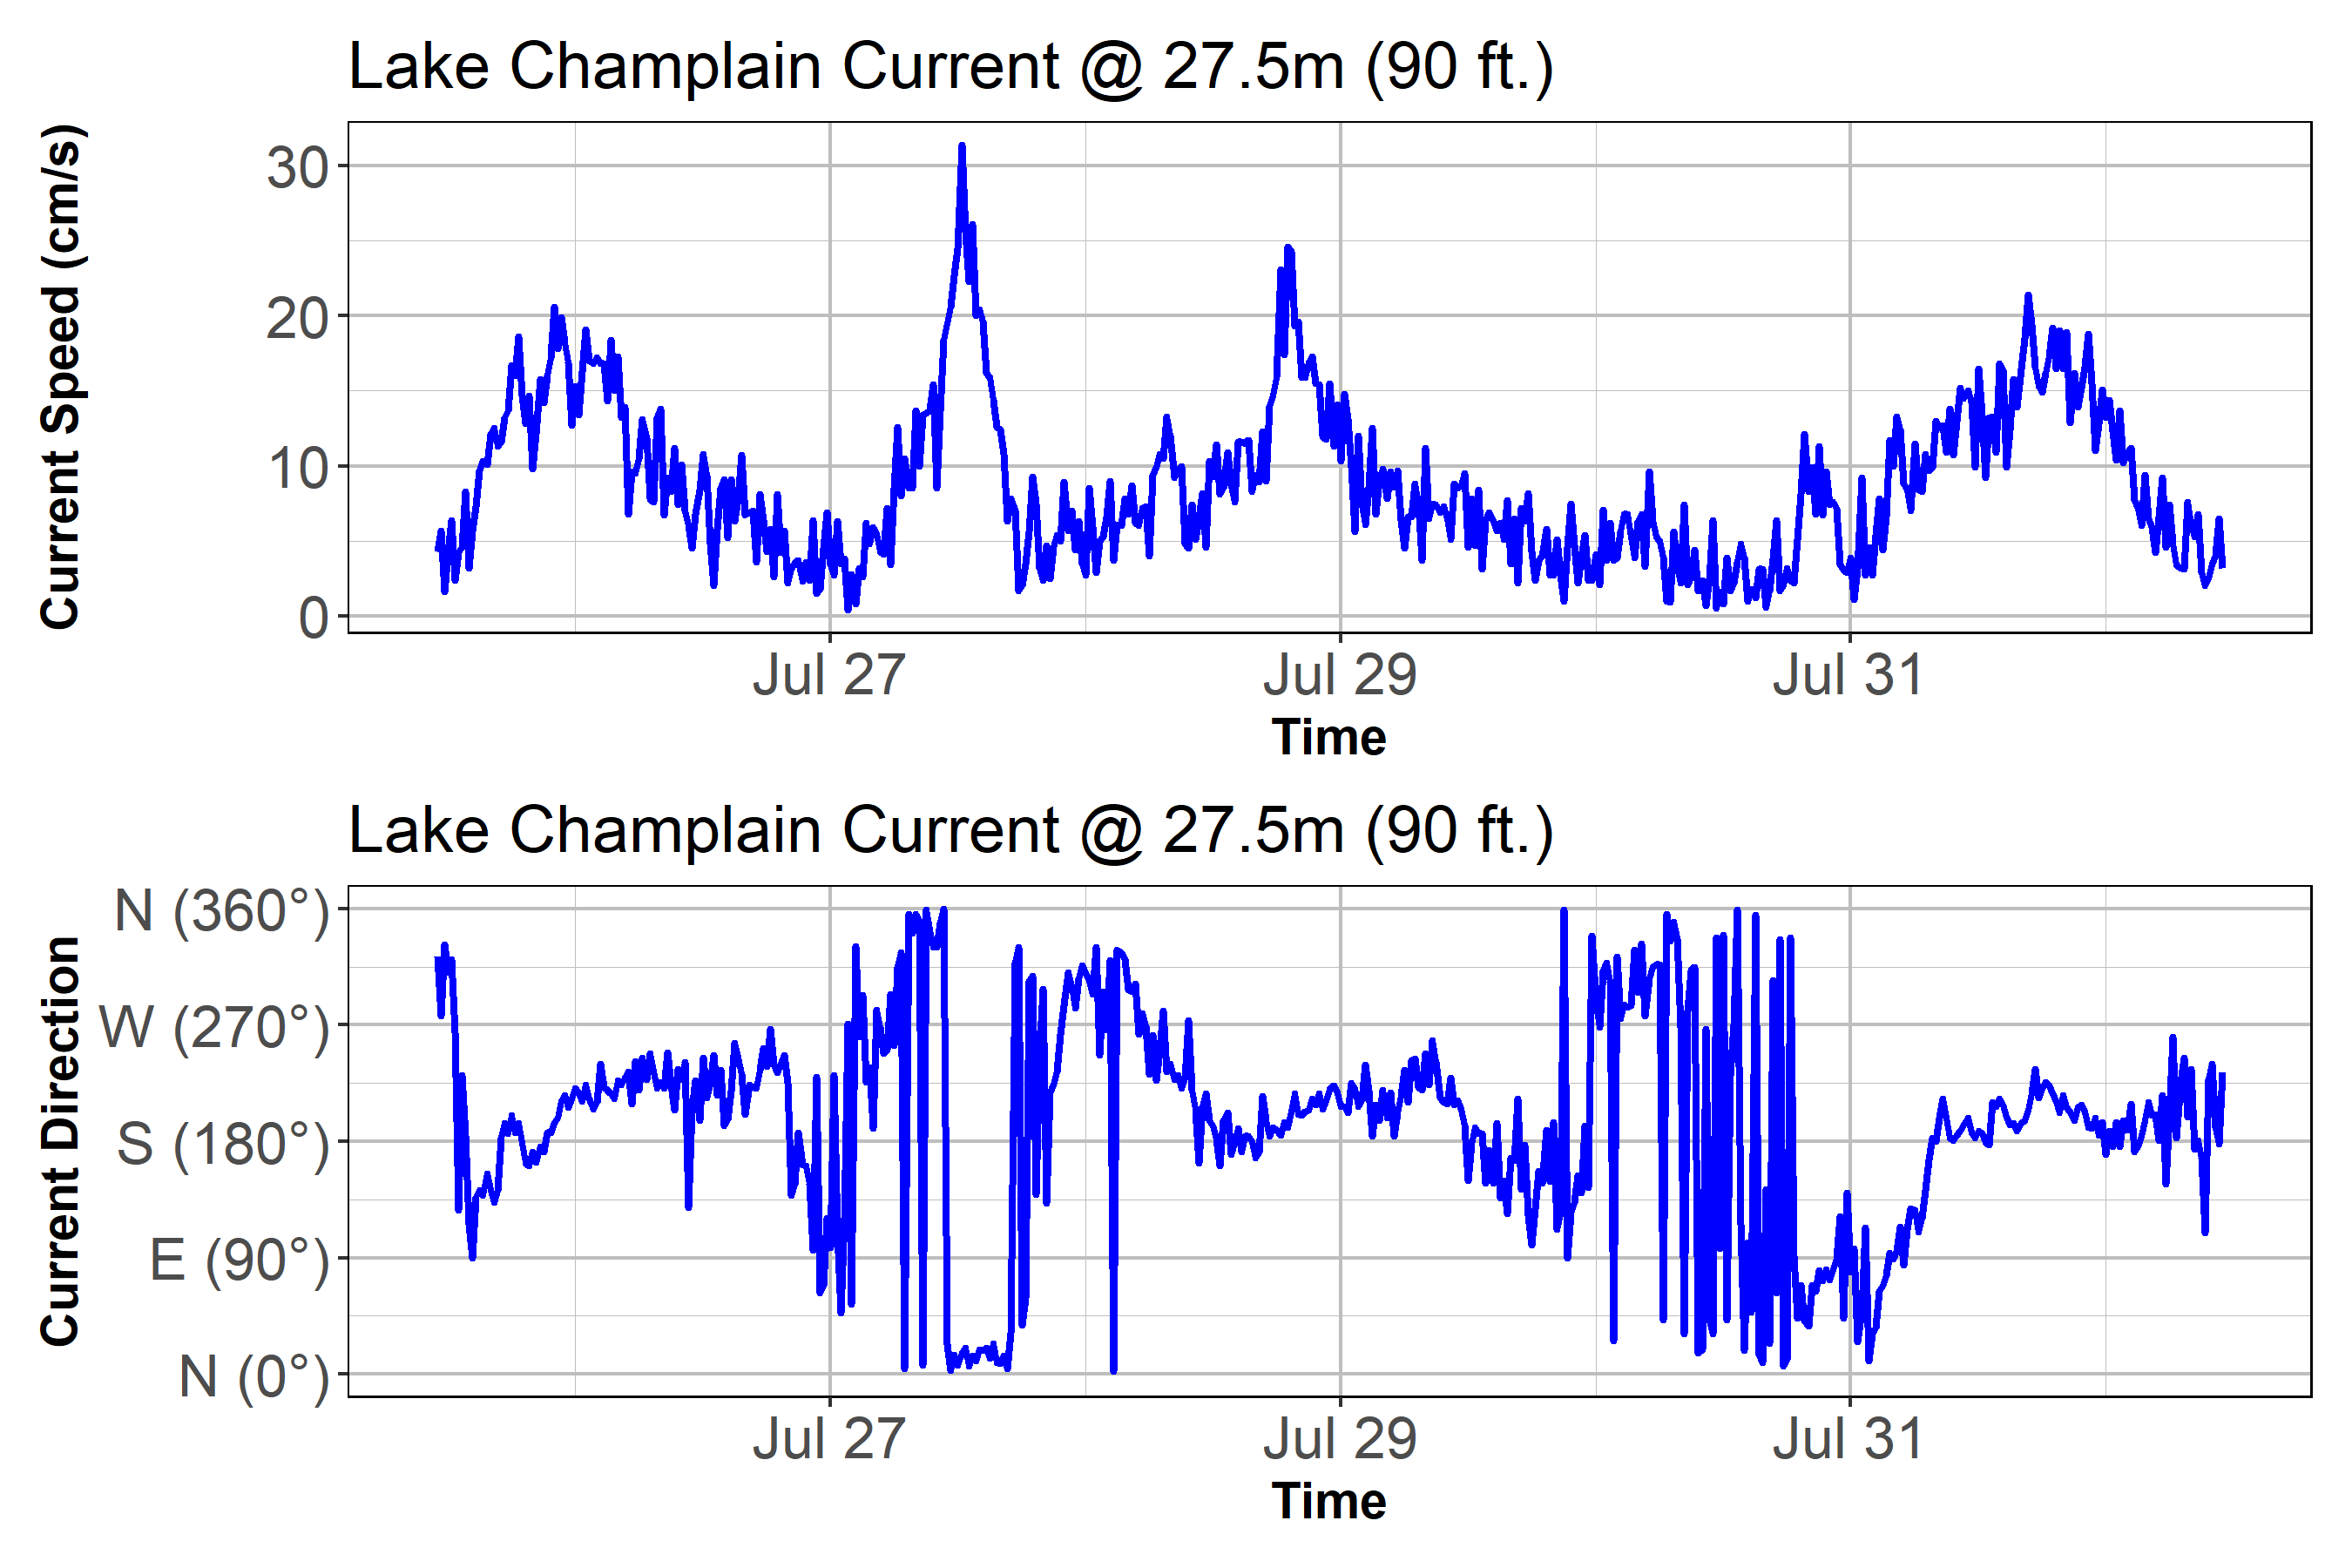 Lake Champlain Current @ 27.5m (90 ft.)
Current Speed (cm/s)
30
20
10
0
Jul 27 Jul 29 Jul 31
Time
Lake Champlain Current @ 27.5m (90 ft.)
Current Direction
N (360°)
W (270°)
S (180°)
E (90°)
N (0°)
Jul 27 Jul 29 Jul 31
Time